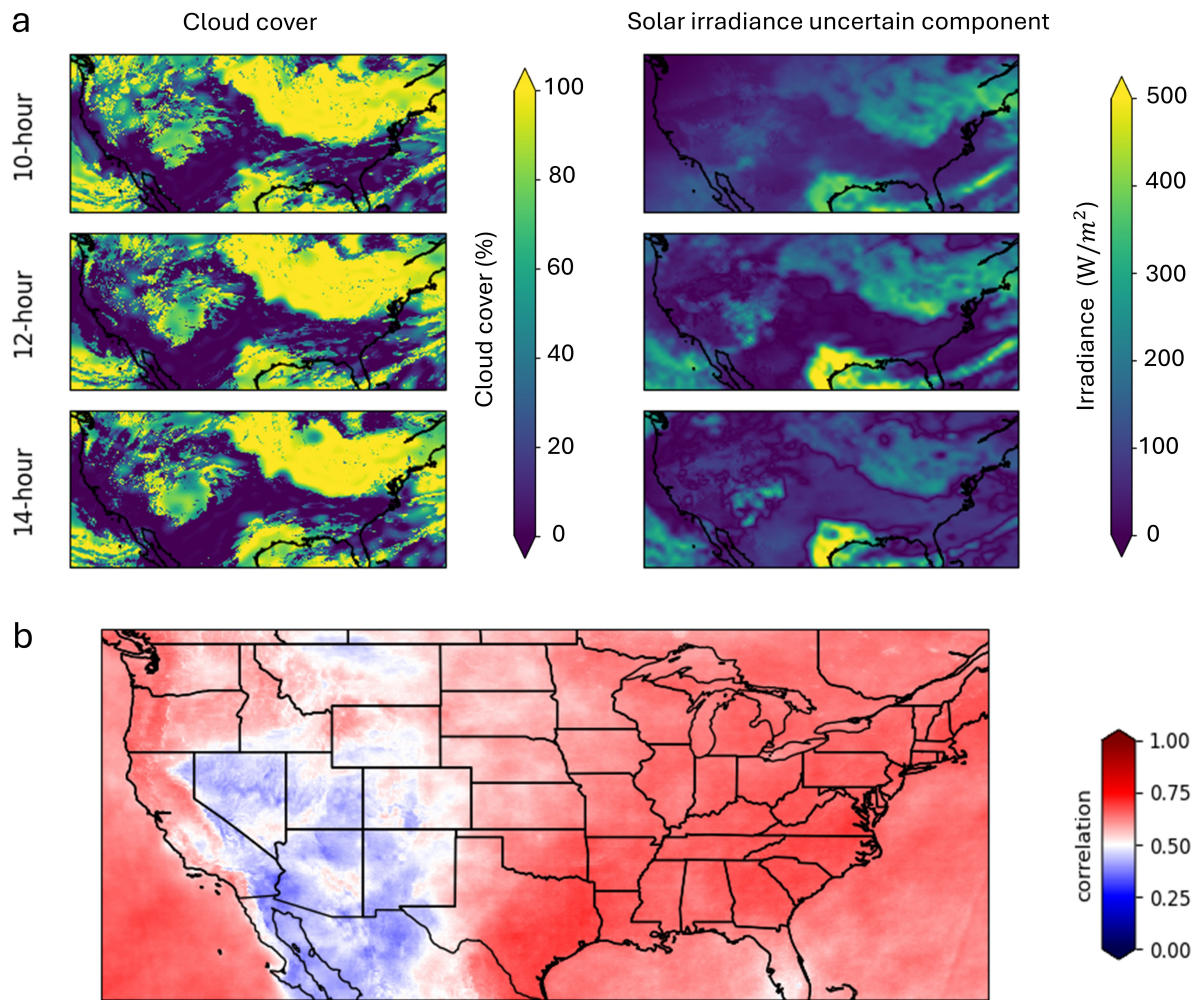 a
Cloud cover
Solar irradiance uncertain component
10-hour
12-hour
14-hour
100
80
60
40
20
0
Cloud cover (%)
500
400
300
200
100
0
Irradiance (W/m²)
b
1.00
0.75
0.50
0.25
0.00
correlation